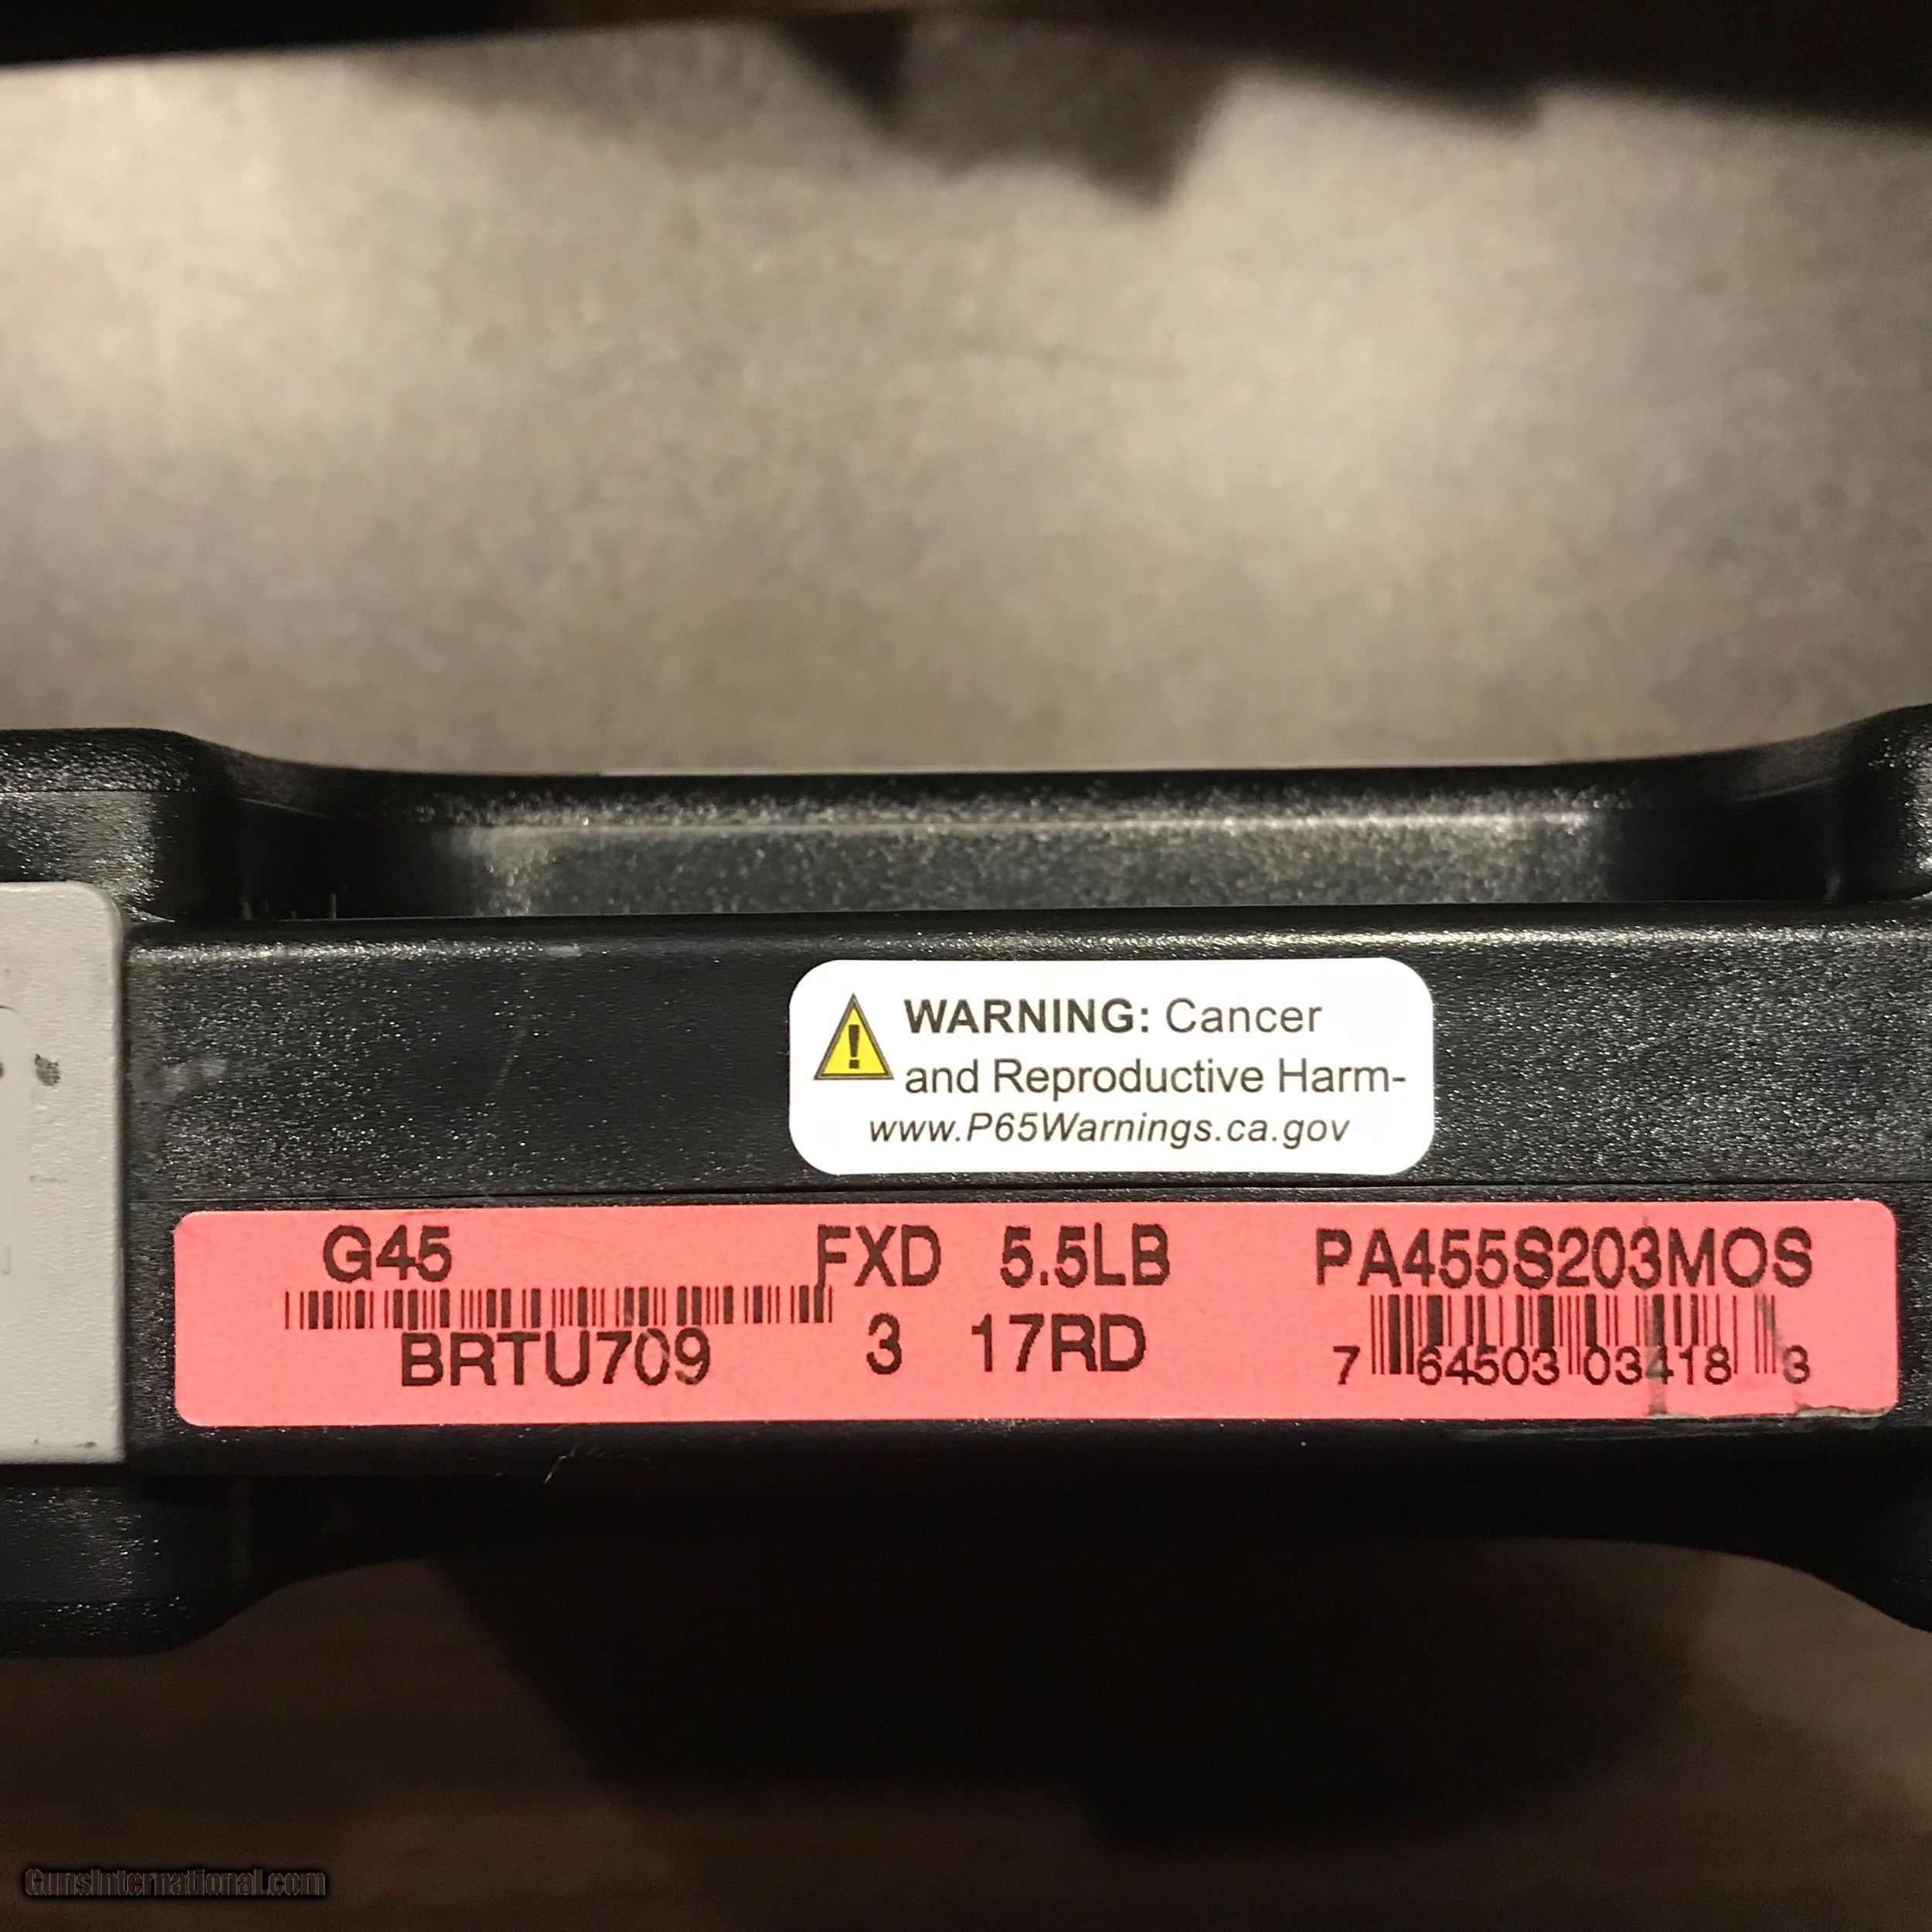 WARNING: Cancer
and Reproductive Harm-
www.P65Warnings.ca.gov
G45 FXD 5.5LB PA455S203MOS
BRTU709 3 17RD 7 64503 03418 3
GunsInternational.com